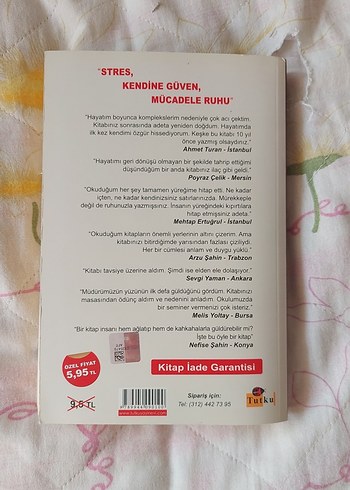 "STRES,
KENDİNE GÜVEN,
MÜCADELE RUHU"
"Hayatım boyunca komplekslerim nedeniyle çok acı çektim.
Kitabınız sonrasında adeta yeniden doğdum. Hayatımda
ilk kez kendimi özgür hissediyorum. Keşke bu kitabı 10 yıl
önce yazmış olsaydınız."
Ahmet Turan - İstanbul
"Hayatımı geri dönüşü olmayan bir şekilde tahrip ettiğimi
düşündüğüm bir anda kitabınız ilaç gibi geldi."
Poyraz Çelik - Mersin
"Okuduğum her şey tamamen yüreğime hitap etti. Ne kadar
içten, ne kadar kendinizsiniz satırlarınızda. Mürekkeple
değil de ruhunuzla yazmışsınız. İnsanın yüreğindeki kıpırtılara
hitap etmişsiniz adeta."
Mehtap Ertuğrul - İstanbul
"Okuduğum kitapların önemli yerlerinin altını çizerim. Ama
kitabınızı bitirdiğimde yarısından fazlası çiziliydi.
Her bir cümlesi anlam ve duygu yüklü."
Arzu Şahin - Trabzon
"Kitabı tavsiye üzerine aldım. Şimdi ise elden ele dolaşıyor."
Sevgi Yaman - Ankara
"Müdürümüzün yüzünün ilk defa güldüğünü gördüm. Kitabınızı
masasından ödünç aldım ve nedenini anladım. Okulumuzda
bir seminer vermenizi çok isteriz."
Melis Yoltay - Bursa
"Bir kitap insanı hem ağlatıp hem de kahkahalarla güldürebilir mi?
İşte bu öyle bir kitap"
Nefise Şahin - Konya
ÖZEL FİYAT
5,95 TL
Kitap İade Garantisi
9,5 TL
Sipariş için:
Tel: (312) 442 73 95
Tutku